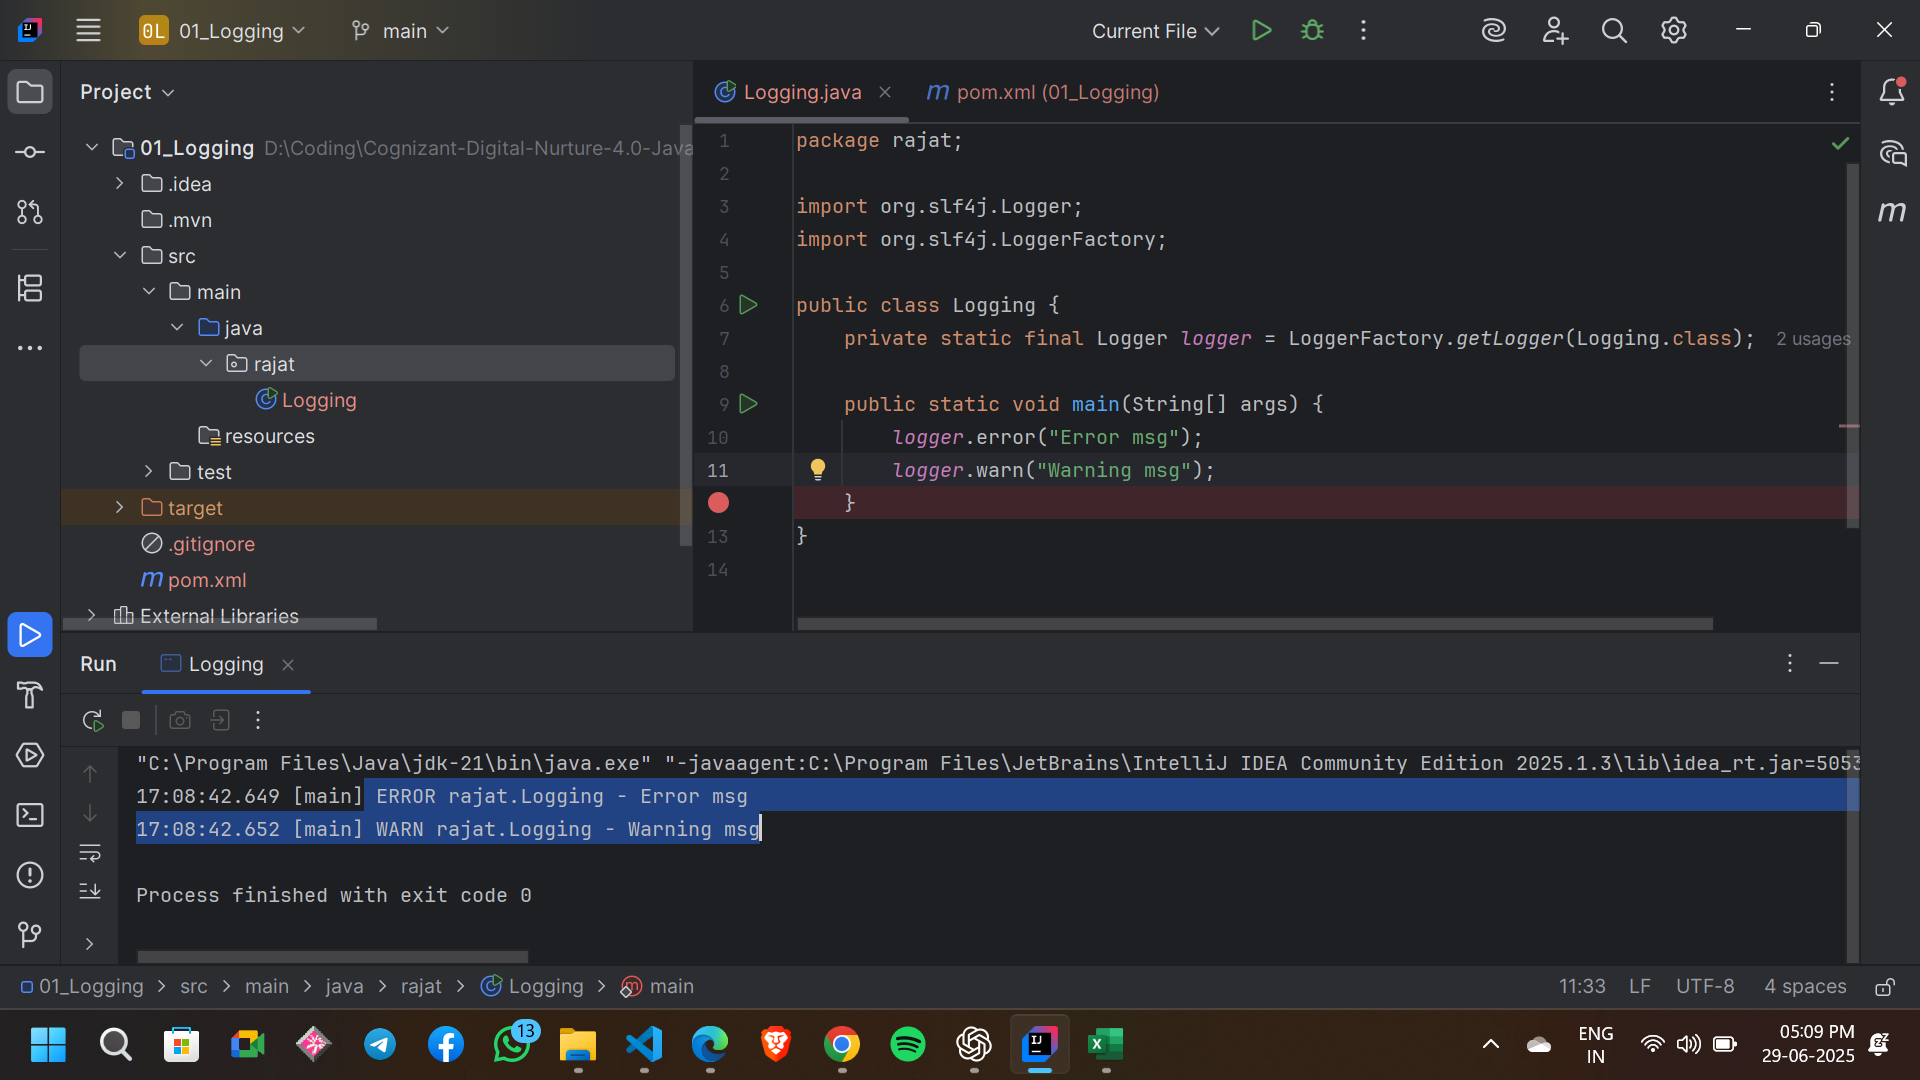 0L 01_Logging main Current File
Project
Logging.java
pom.xml (01_Logging)
01_Logging D:\Coding\Cognizant-Digital-Nurture-4.0-Java
.idea
.mvn
src
main
java
rajat
Logging
resources
test
target
.gitignore
pom.xml
External Libraries
1 package rajat;
2
3 import org.slf4j.Logger;
4 import org.slf4j.LoggerFactory;
5
6 public class Logging {
7 private static final Logger logger = LoggerFactory.getLogger(Logging.class); 2 usages
8
9 public static void main(String[] args) {
10 logger.error("Error msg");
11 logger.warn("Warning msg");
}
13 }
14
Run Logging
"C:\Program Files\Java\jdk-21\bin\java.exe" "-javaagent:C:\Program Files\JetBrains\IntelliJ IDEA Community Edition 2025.1.3\lib\idea_rt.jar=5053
17:08:42.649 [main] ERROR rajat.Logging - Error msg
17:08:42.652 [main] WARN rajat.Logging - Warning msg
Process finished with exit code 0
01_Logging > src > main > java > rajat > Logging > main
11:33 LF UTF-8 4 spaces
13
ENG
IN
05:09 PM
29-06-2025